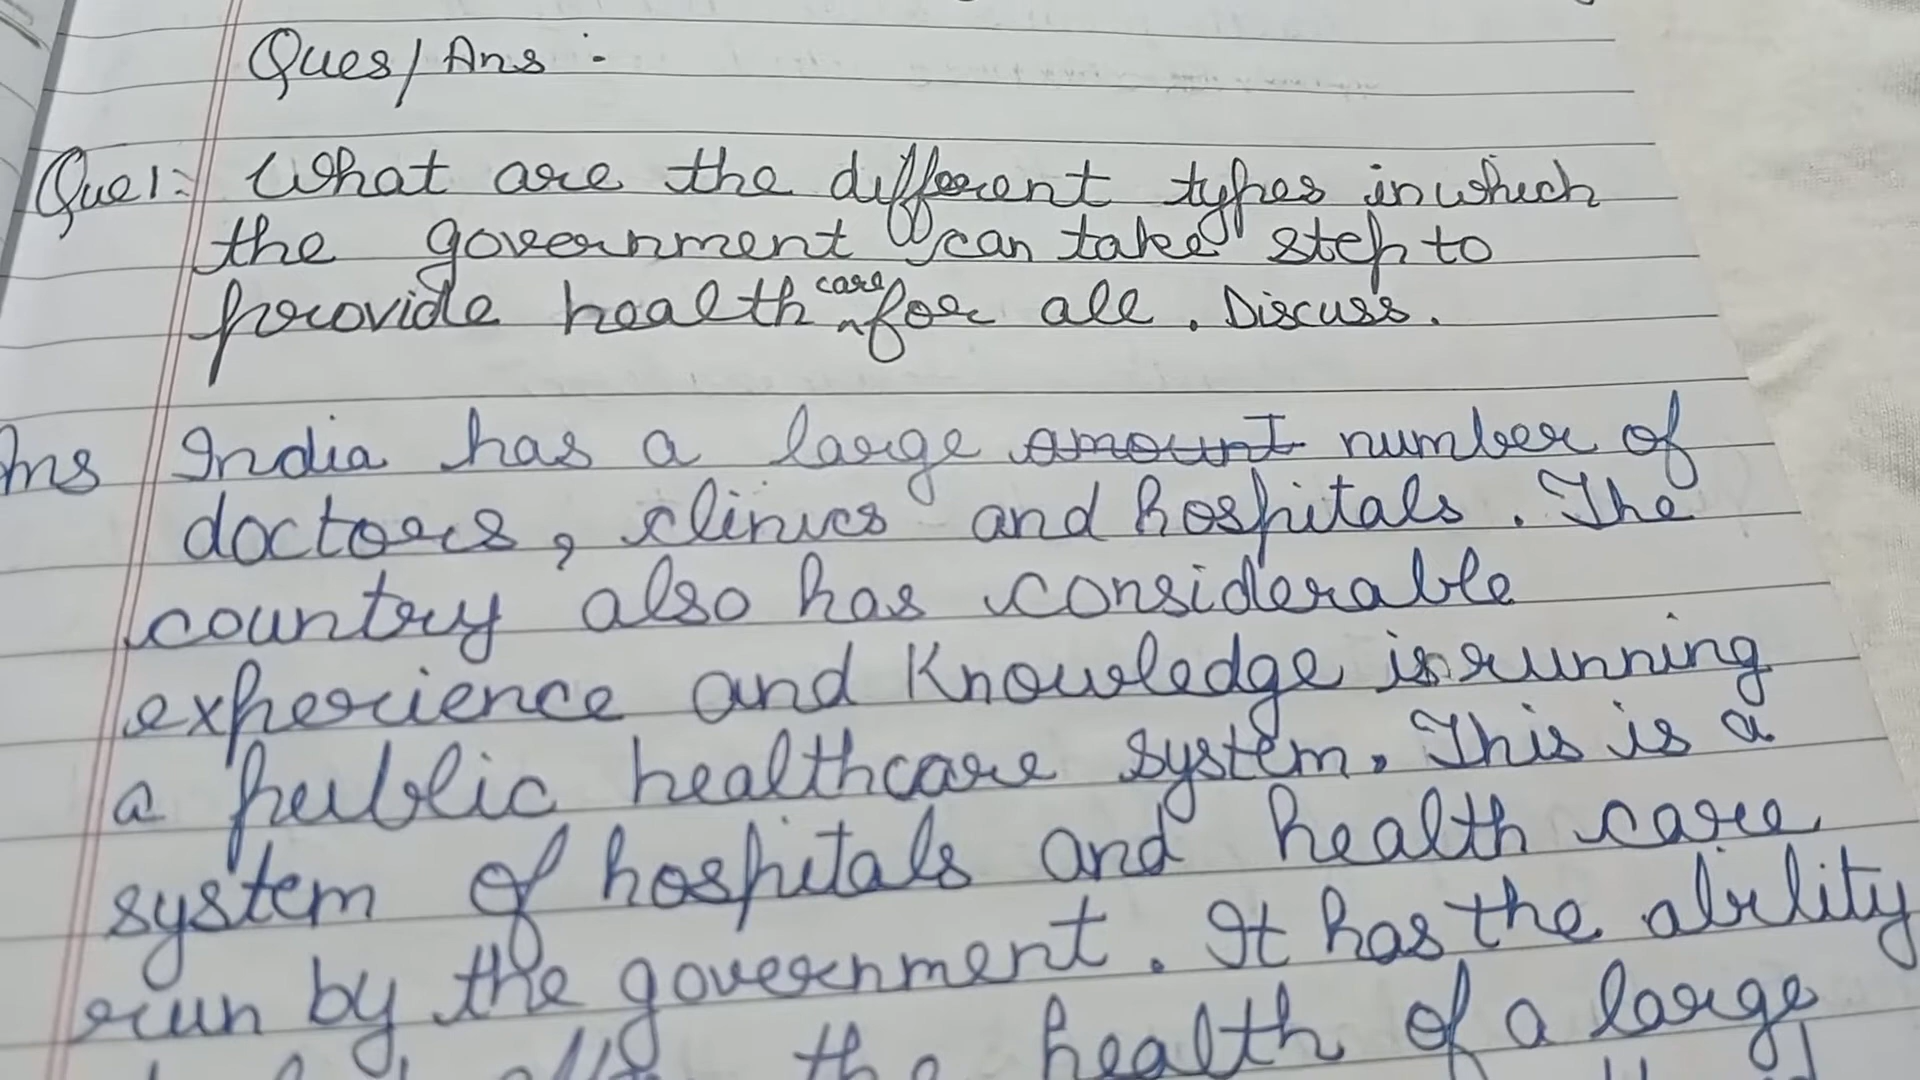 Ques/Ans :-
Que1:- What are the different types in which
the government can take step to
provide health care for all. Discuss.
Ans India has a large amount number of
doctors, clinics and hospitals. The
country also has considerable
experience and Knowledge is running
a public healthcare system. This is a
system of hospitals and health care
run by the government. It has the ability
the health of a large